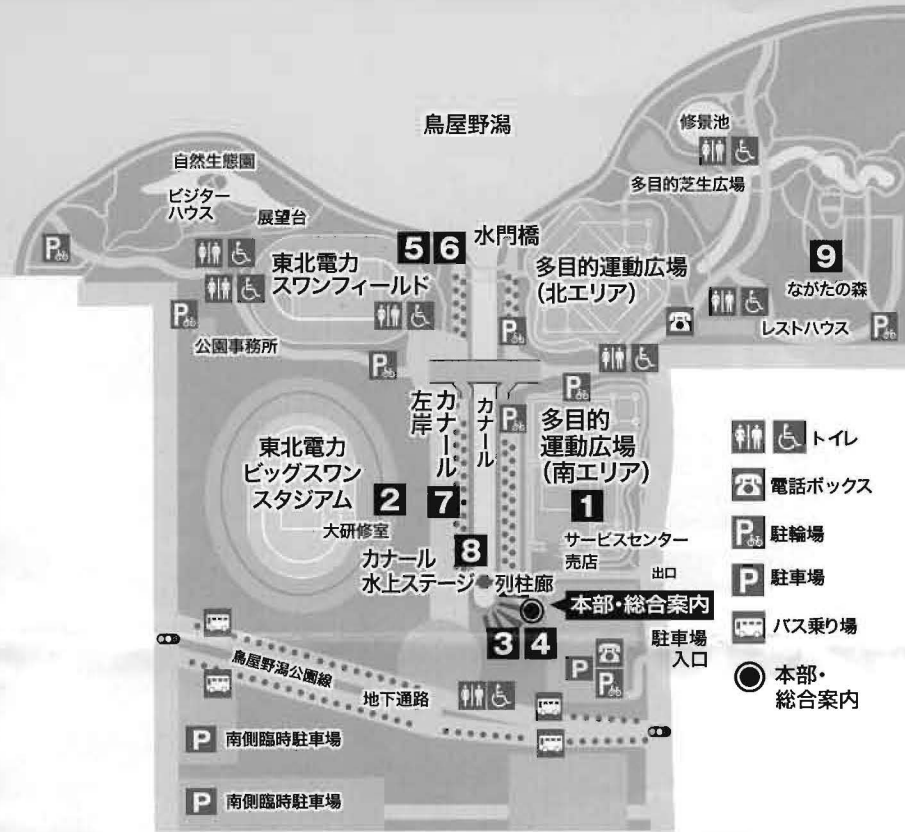 鳥屋野潟
修景池
自然生態園
ビジター
ハウス
展望台
多目的芝生広場
5
6
水門橋
東北電力
スワンフィールド
多目的運動広場
(北エリア)
9
ながたの森
レストハウス
公園事務所
カナール
左岸
カナール
多目的
運動広場
(南エリア)
東北電力
ビッグスワン
スタジアム
2
7
1
大研修室
サービスセンター
売店
8
カナール
水上ステージ
列柱廊
出口
本部・総合案内
3
4
駐車場
入口
P
P
鳥屋野潟公園線
地下通路
P 南側臨時駐車場
P 南側臨時駐車場
トイレ
電話ボックス
P 駐輪場
P 駐車場
バス乗り場
本部・
総合案内